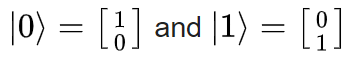 |0⟩ = [1 0] and |1⟩ = [0 1]